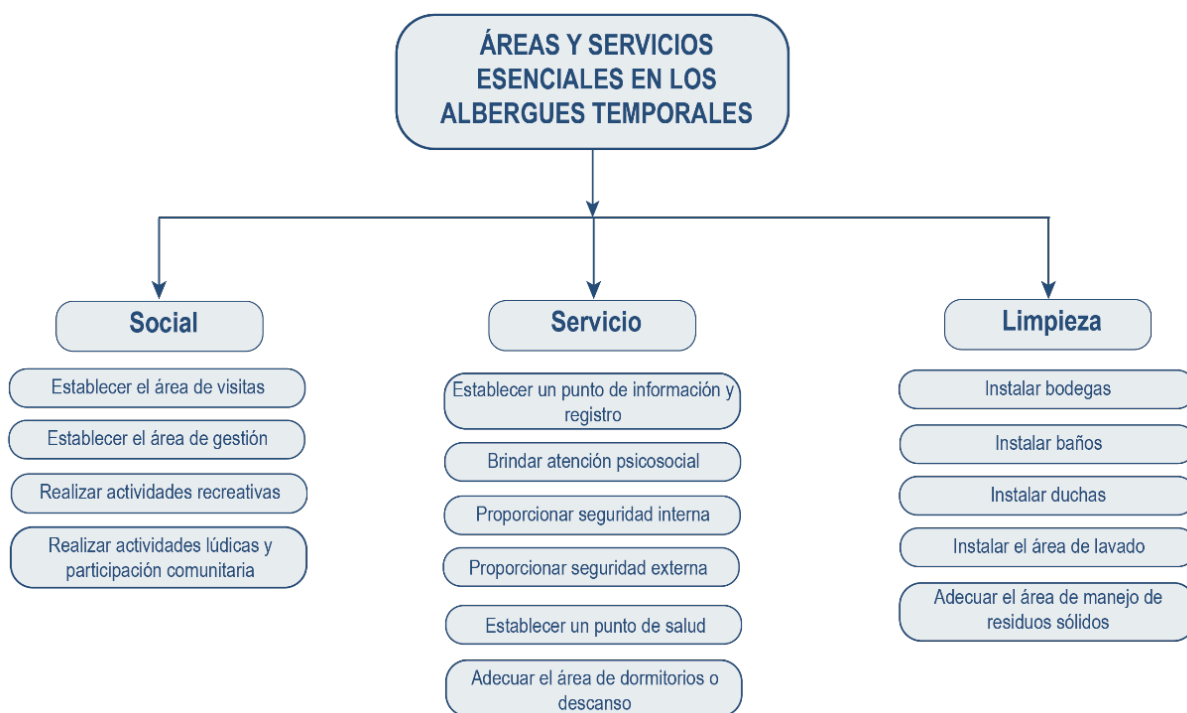 ÁREAS Y SERVICIOS
ESENCIALES EN LOS
ALBERGUES TEMPORALES
Social
Establecer el área de visitas
Establecer el área de gestión
Realizar actividades recreativas
Realizar actividades lúdicas y
participación comunitaria
Servicio
Establecer un punto de información y
registro
Brindar atención psicosocial
Proporcionar seguridad interna
Proporcionar seguridad externa
Establecer un punto de salud
Adecuar el área de dormitorios o
descanso
Limpieza
Instalar bodegas
Instalar baños
Instalar duchas
Instalar el área de lavado
Adecuar el área de manejo de
residuos sólidos